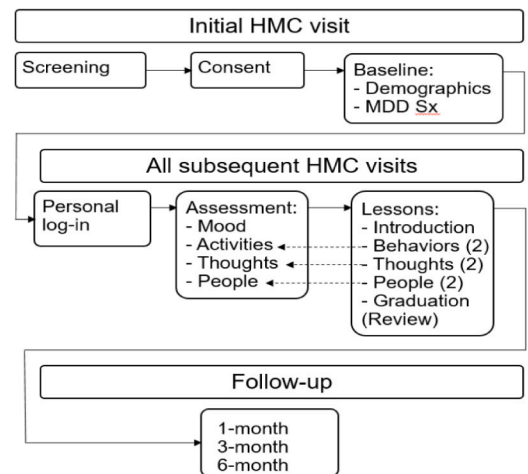 Initial HMC visit
Screening
Consent
Baseline:
- Demographics
- MDD Sx
All subsequent HMC visits
Personal
log-in
Assessment:
- Mood
- Activities
- Thoughts
- People
Lessons:
- Introduction
- Behaviors (2)
- Thoughts (2)
- People (2)
- Graduation
(Review)
Follow-up
1-month
3-month
6-month